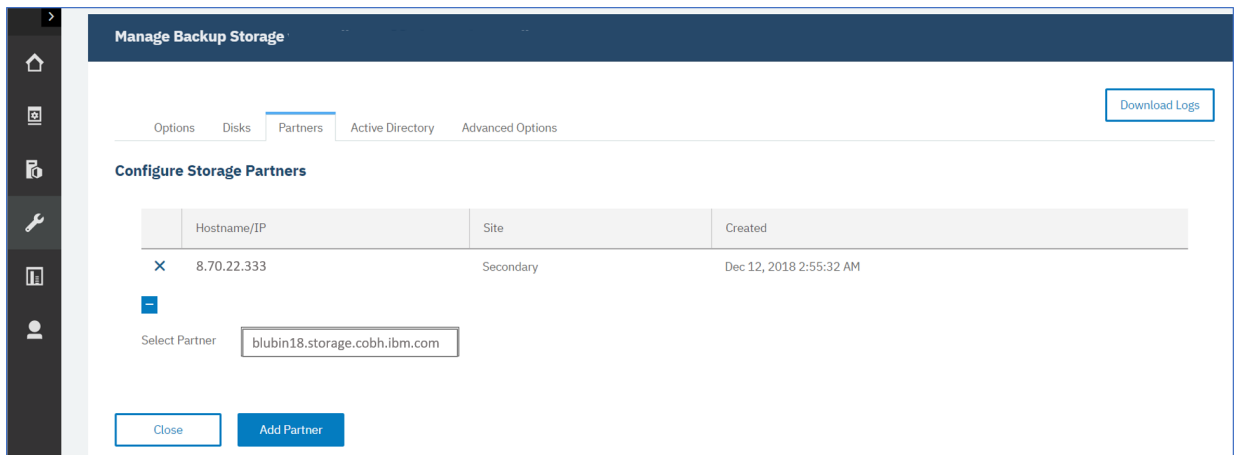 Manage Backup Storage
Download Logs
Options Disks Partners Active Directory Advanced Options
Configure Storage Partners
Hostname/IP Site Created
8.70.22.333 Secondary Dec 12, 2018 2:55:32 AM
Select Partner blubin18.storage.cobh.ibm.com
Close Add Partner